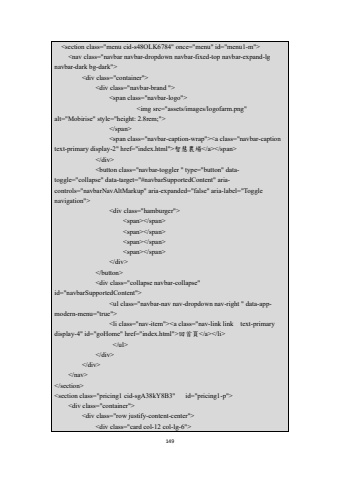 <section class="menu cid-s48OLK6784" once="menu" id="menu1-m">
<nav class="navbar navbar-dropdown navbar-fixed-top navbar-expand-lg
navbar-dark bg-dark">
<div class="container">
<div class="navbar-brand ">
<span class="navbar-logo">
<img src="assets/images/logofarm.png"
alt="Mobirise" style="height: 2.8rem;">
</span>
<span class="navbar-caption-wrap"><a class="navbar-caption
text-primary display-2" href="index.html">智慧農場</a></span>
</div>
<button class="navbar-toggler " type="button" data-
toggle="collapse" data-target="#navbarSupportedContent" aria-
controls="navbarNavAltMarkup" aria-expanded="false" aria-label="Toggle
navigation">
<div class="hamburger">
<span></span>
<span></span>
<span></span>
<span></span>
</div>
</button>
<div class="collapse navbar-collapse"
id="navbarSupportedContent">
<ul class="navbar-nav nav-dropdown nav-right " data-app-
modern-menu="true">
<li class="nav-item"><a class="nav-link link text-primary
display-4" id="goHome" href="index.html">回首頁</a></li>
</ul>
</div>
</div>
</nav>
</section>
<section class="pricing1 cid-sgA38kY8B3" id="pricing1-p">
<div class="container">
<div class="row justify-content-center">
<div class="card col-12 col-lg-6">
149